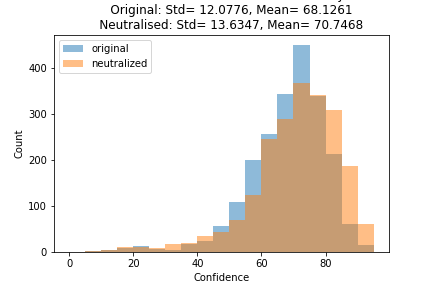 Original: Std= 12.0776, Mean= 68.1261
Neutralised: Std= 13.6347, Mean= 70.7468
original
neutralized
400
300
200
100
0
Count
0 20 40 60 80
Confidence